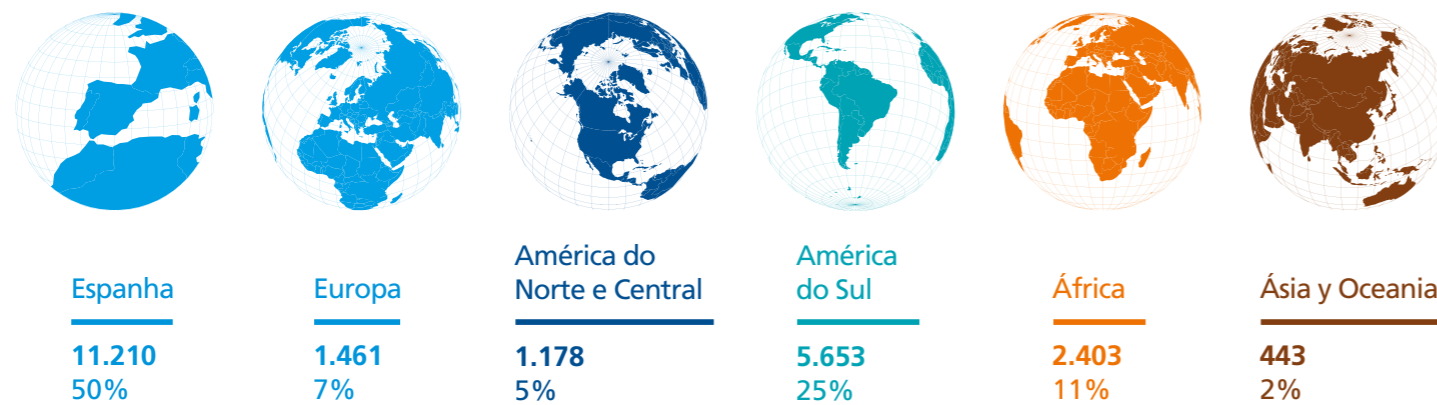 Espanha
11.210
50%
Europa
1.461
7%
América do
Norte e Central
1.178
5%
América
do Sul
5.653
25%
África
2.403
11%
Ásia y Oceania
443
2%